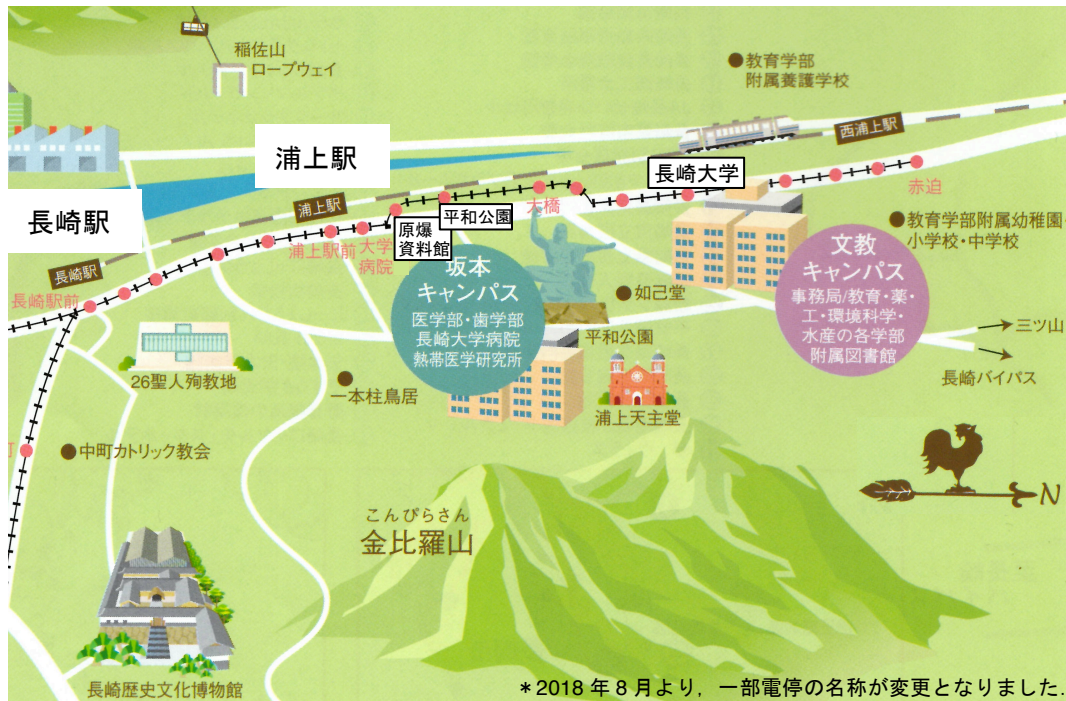 稲佐山
ロープウェイ
●教育学部
附属養護学校
浦上駅
西浦上駅
長崎大学
赤迫
長崎駅
浦上駅
大橋
平和公園
原爆
資料館
●教育学部附属幼稚園・
小学校・中学校
浦上駅前
大学
病院
長崎駅
長崎駅前
坂本
キャンパス
医学部・歯学部
長崎大学病院
熱帯医学研究所
文教
キャンパス
事務局/教育・薬・
工・環境科学・
水産の各学部
附属図書館
●如己堂
平和公園
三ツ山
長崎バイパス
26聖人殉教地
●
一本柱鳥居
浦上天主堂
町
●中町カトリック教会
N
こんぴらさん
金比羅山
長崎歴史文化博物館
*2018年8月より，一部電停の名称が変更となりました.